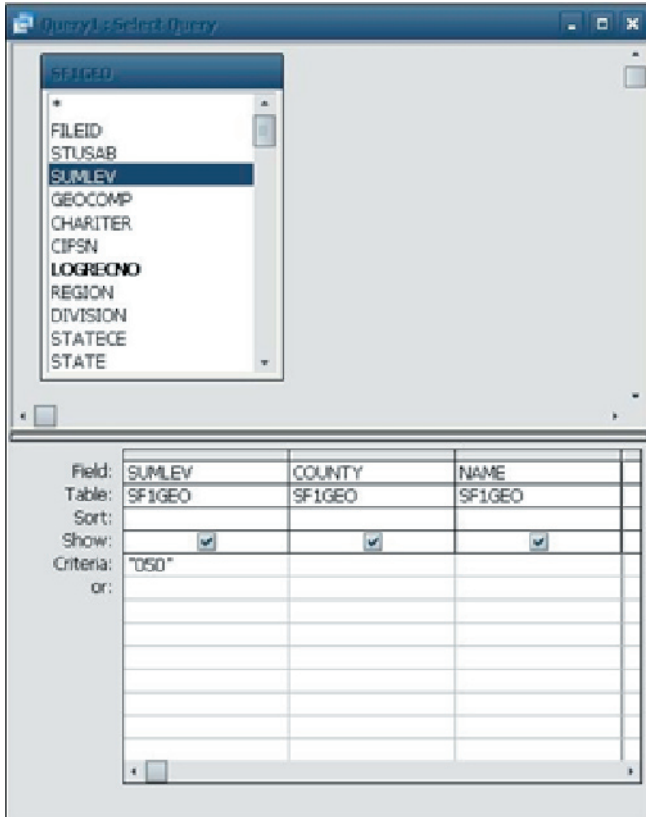 Query1 : Select Query
SF1GEO
*
FILEID
STUSAB
SUMLEV
GEOCOMP
CHARITER
CIFSN
LOGRECNO
REGION
DIVISION
STATECE
STATE
Field: SUMLEV COUNTY NAME
Table: SF1GEO SF1GEO SF1GEO
Sort:
Show:
Criteria: "050"
or: